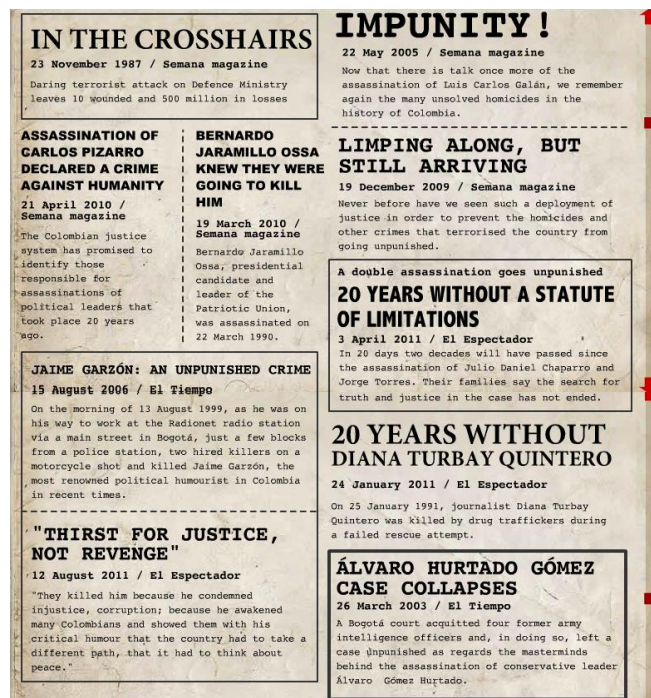 IN THE CROSSHAIRS
23 November 1987 / Semana magazine
Daring terrorist attack on Defence Ministry
leaves 10 wounded and 500 million in losses
ASSASSINATION OF
CARLOS PIZARRO
DECLARED A CRIME
AGAINST HUMANITY
21 April 2010 /
Semana magazine
The Colombian justice
system has promised to
identify those
responsible for
assassinations of
political leaders that
took place 20 years
ago.
BERNARDO
JARAMILLO OSSA
KNEW THEY WERE
GOING TO KILL
HIM
19 March 2010 /
Semana magazine
Bernardo Jaramillo
Ossa, presidential
candidate and
leader of the
Patriotic Union,
was assassinated on
22 March 1990.
JAIME GARZÓN: AN UNPUNISHED CRIME
15 August 2006 / El Tiempo
On the morning of 13 August 1999, as he was on
his way to work at the Radionet radio station
via a main street in Bogotá, just a few blocks
from a police station, two hired killers on a
motorcycle shot and killed Jaime Garzón, the
most renowned political humourist in Colombia
in recent times.
"THIRST FOR JUSTICE,
NOT REVENGE"
12 August 2011 / El Espectador
"They killed him because he condemned
injustice, corruption; because he awakened
many Colombians and showed them with his
critical humour that the country had to take a
different path, that it had to think about
peace."
IMPUNITY!
22 May 2005 / Semana magazine
Now that there is talk once more of the
assassination of Luis Carlos Galán, we remember
again the many unsolved homicides in the
history of Colombia.
LIMPING ALONG, BUT
STILL ARRIVING
19 December 2009 / Semana magazine
Never before have we seen such a deployment of
justice in order to prevent the homicides and
other crimes that terrorised the country from
going unpunished.
A double assassination goes unpunished
20 YEARS WITHOUT A STATUTE
OF LIMITATIONS
3 April 2011 / El Espectador
In 20 days two decades will have passed since
the assassination of Julio Daniel Chaparro and
Jorge Torres. Their families say the search for
truth and justice in the case has not ended.
20 YEARS WITHOUT
DIANA TURBAY QUINTERO
24 January 2011 / El Espectador
On 25 January 1991, journalist Diana Turbay
Quintero was killed by drug traffickers during
a failed rescue attempt.
ÁLVARO HURTADO GÓMEZ
CASE COLLAPSES
26 March 2003 / El Tiempo
A Bogotá court acquitted four former army
intelligence officers and, in doing so, left a
case unpunished as regards the masterminds
behind the assassination of conservative leader
Álvaro Gómez Hurtado.